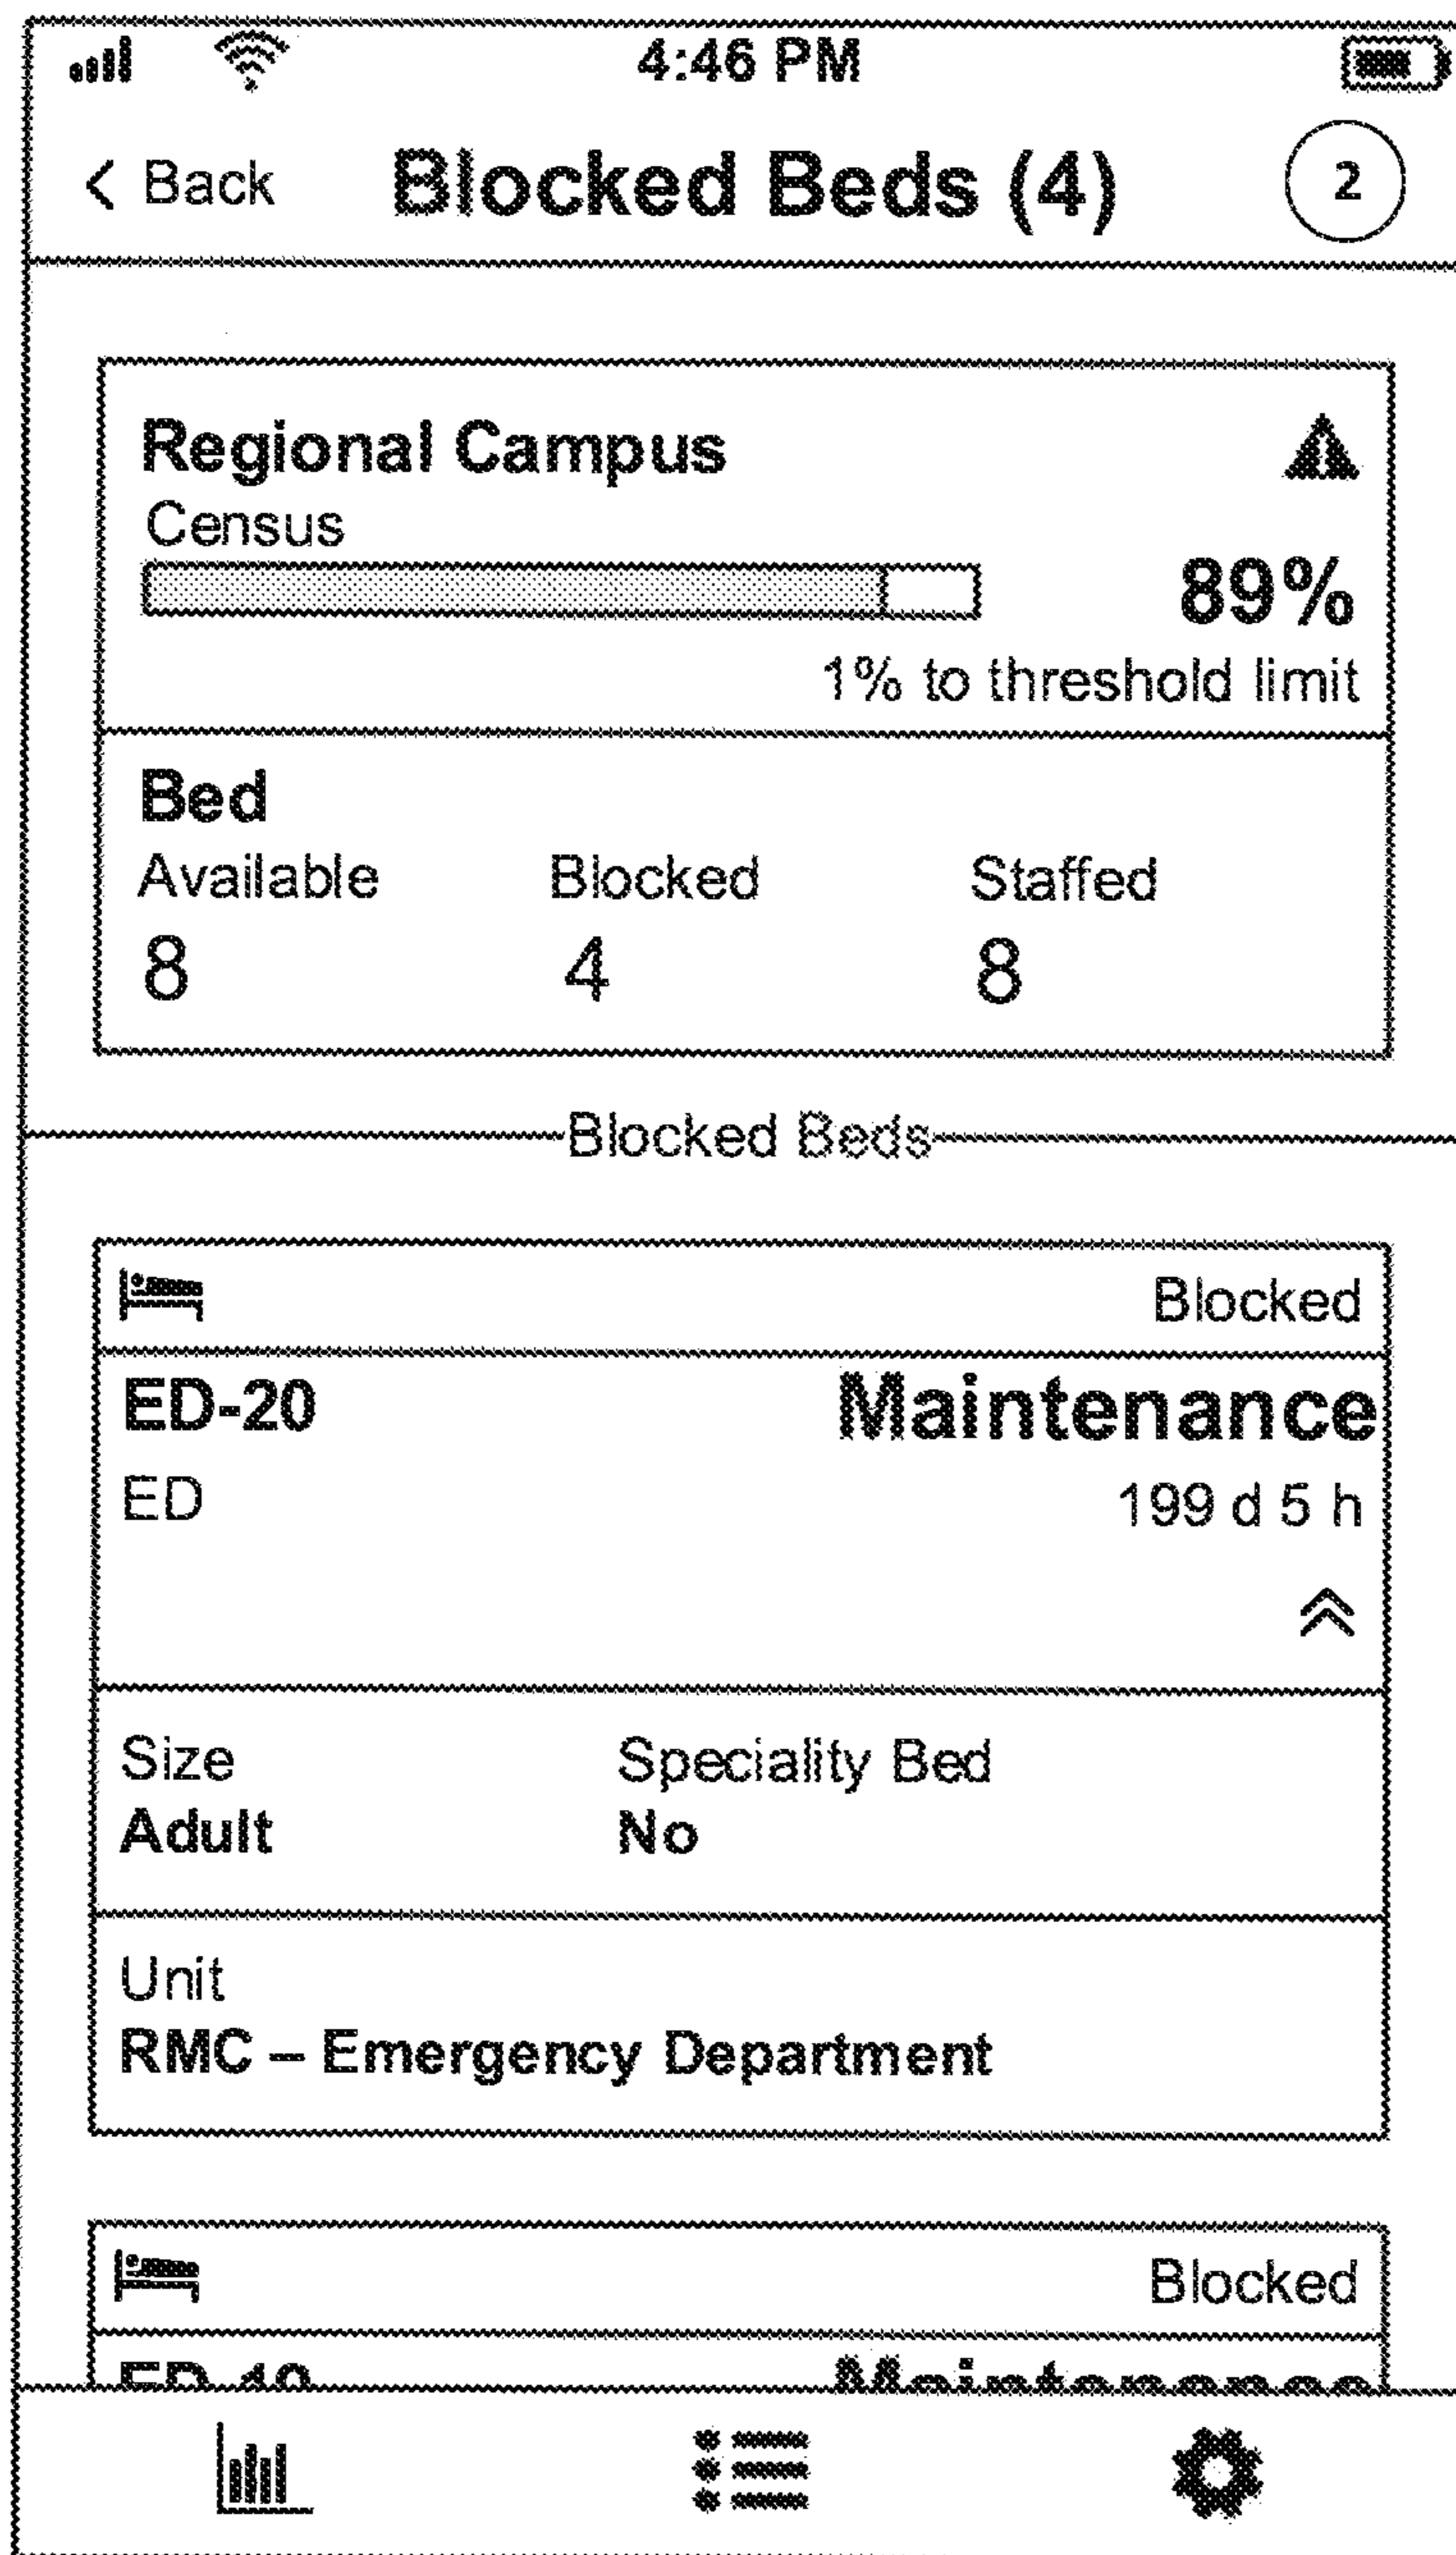 4:46 PM
< Back Blocked Beds (4) 2
Regional Campus
Census
89%
1% to threshold limit
Bed
Available Blocked Staffed
8 4 8
Blocked Beds
Blocked
ED-20 Maintenance
ED 199 d 5 h
Size Speciality Bed
Adult No
Unit
RMC – Emergency Department
Blocked
Maintenance